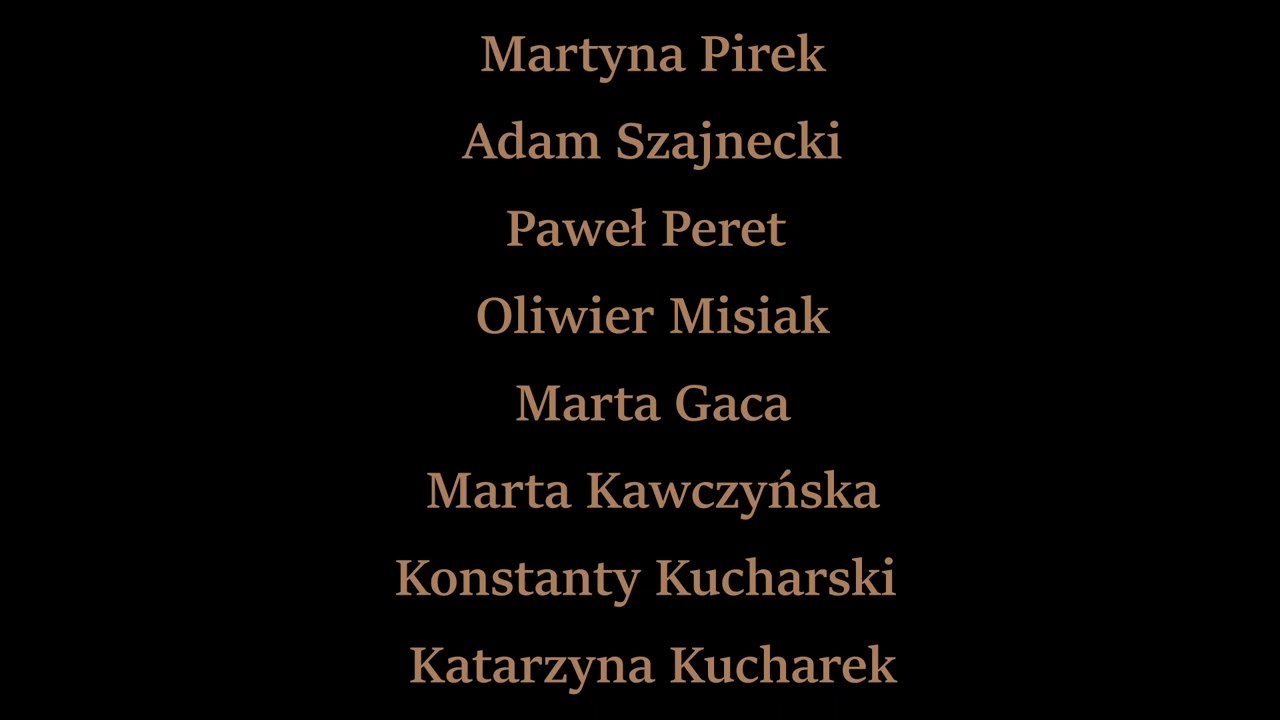 Martyna Pirek
Adam Szajnecki
Paweł Peret
Oliwier Misiak
Marta Gaca
Marta Kawczyńska
Konstanty Kucharski
Katarzyna Kucharek